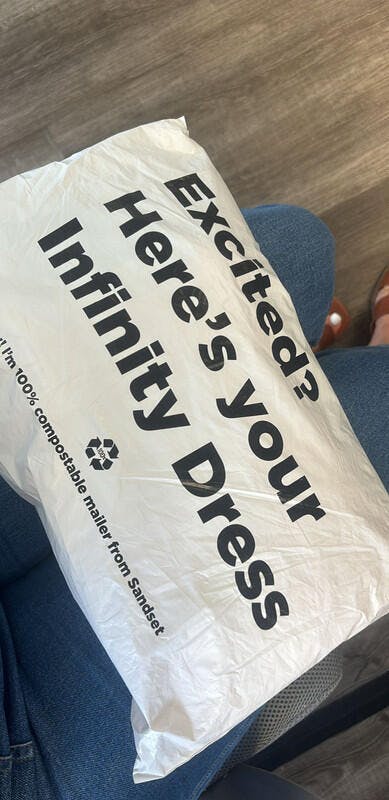 Excited?
Here's your
Infinity Dress
I'm 100% compostable mailer from Sandset